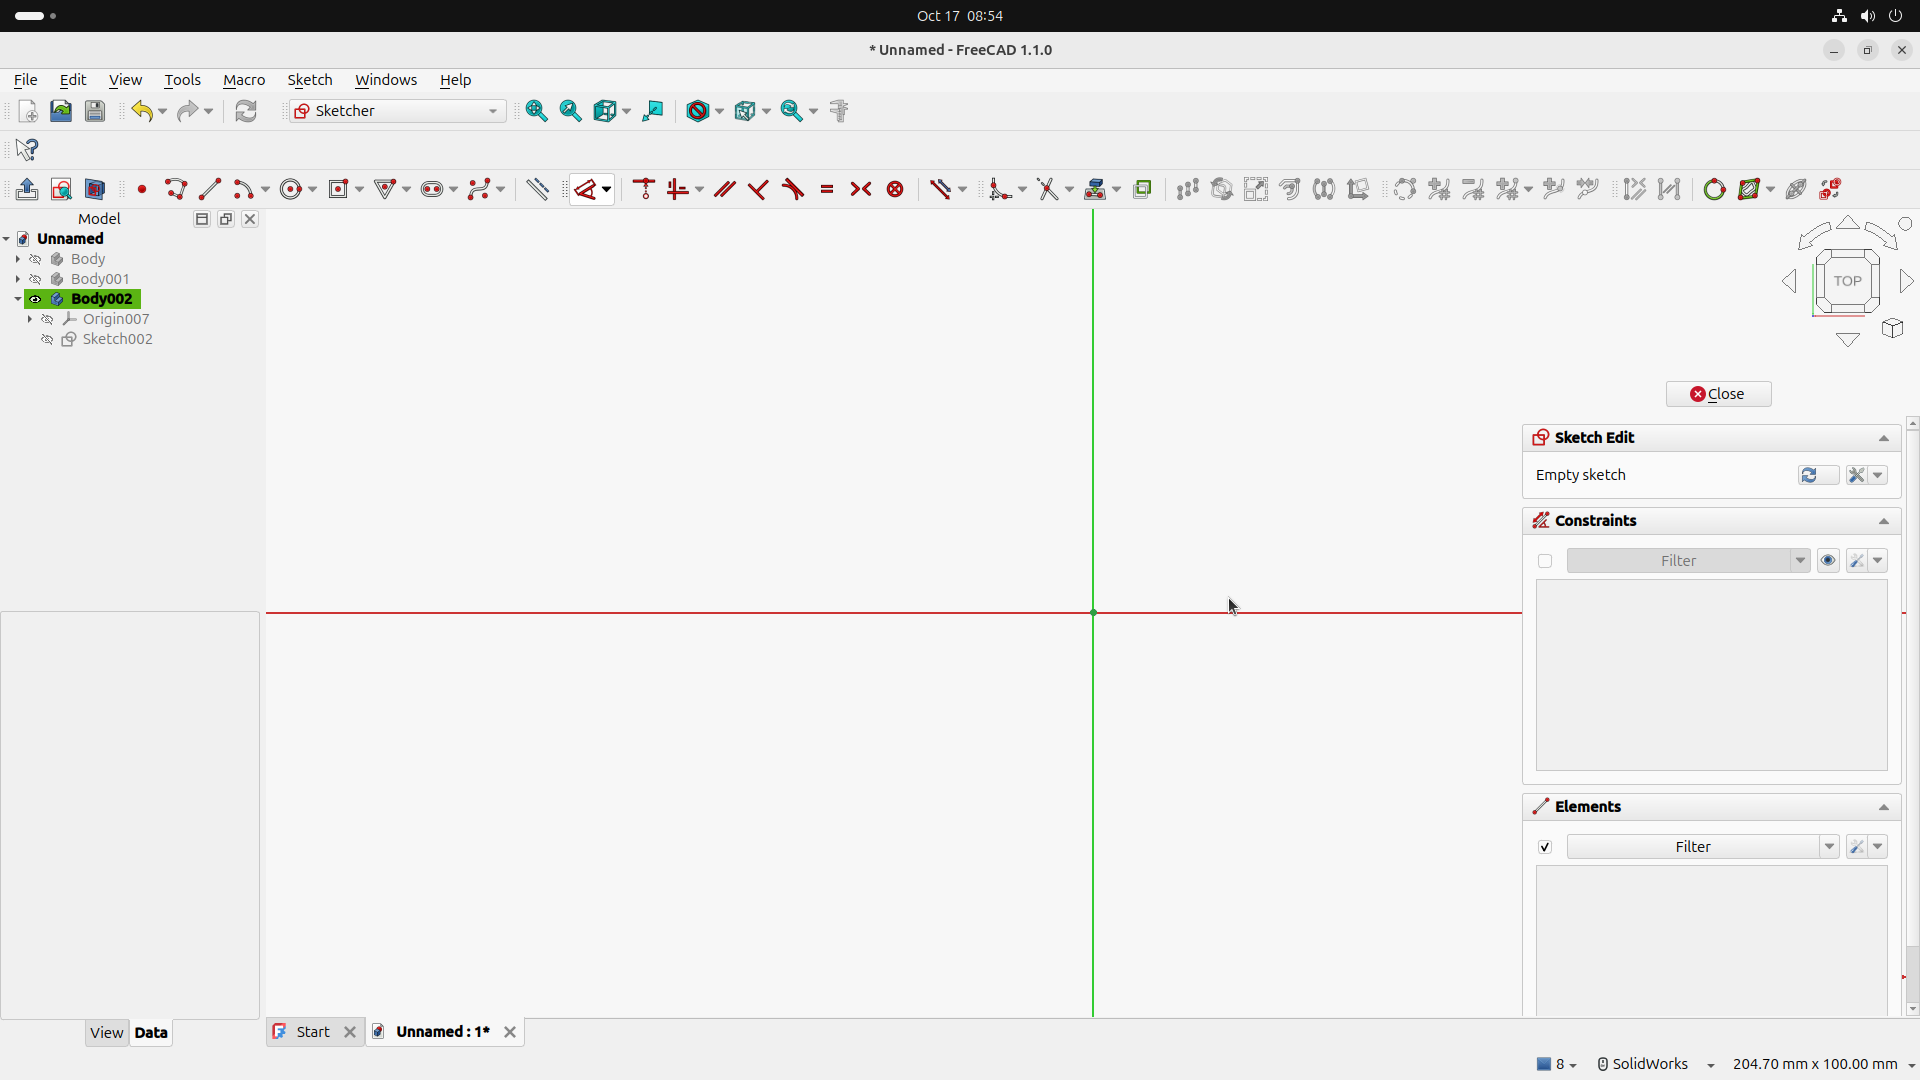 Oct 17 08:54
* Unnamed - FreeCAD 1.1.0
File Edit View Tools Macro Sketch Windows Help
Sketcher
Model
Unnamed
Body
Body001
Body002
Origin007
Sketch002
TOP
Close
Sketch Edit
Empty sketch
Constraints
Filter
Elements
Filter
View Data
Start
Unnamed : 1*
8
SolidWorks
204.70 mm x 100.00 mm